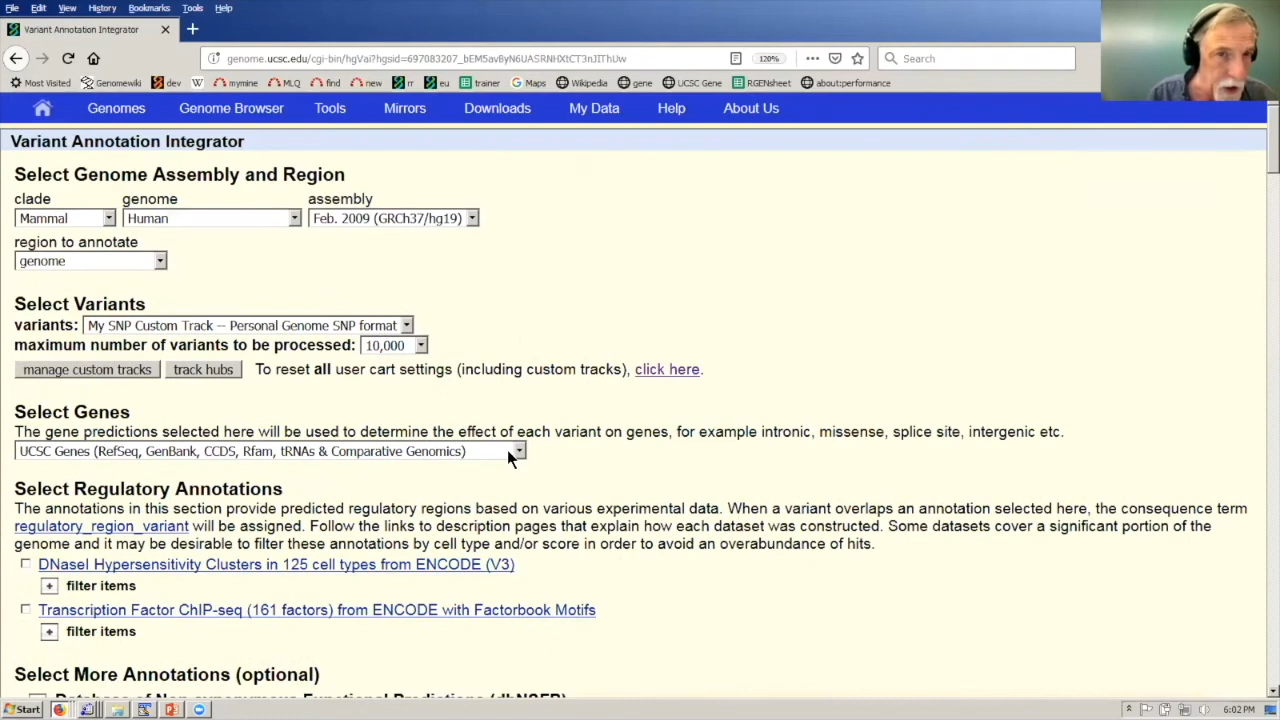 File Edit View History Bookmarks Tools Help
Variant Annotation Integrator
genome.ucsc.edu/cgi-bin/hgVai?hgsid=697083207_bEM5avByN6UASRNHXtCT3nJIThUw 120% Search
Most Visited Genomewiki dev mymine MLQ find new rr eu trainer Maps Wikipedia gene UCSC Gene RGENsheet about:performance
Genomes Genome Browser Tools Mirrors Downloads My Data Help About Us
Variant Annotation Integrator
Select Genome Assembly and Region
clade genome assembly
Mammal Human Feb. 2009 (GRCh37/hg19)
region to annotate
genome
Select Variants
variants: My SNP Custom Track -- Personal Genome SNP format
maximum number of variants to be processed: 10,000
manage custom tracks track hubs To reset all user cart settings (including custom tracks), click here.
Select Genes
The gene predictions selected here will be used to determine the effect of each variant on genes, for example intronic, missense, splice site, intergenic etc.
UCSC Genes (RefSeq, GenBank, CCDS, Rfam, tRNAs & Comparative Genomics)
Select Regulatory Annotations
The annotations in this section provide predicted regulatory regions based on various experimental data. When a variant overlaps an annotation selected here, the consequence term
regulatory_region_variant will be assigned. Follow the links to description pages that explain how each dataset was constructed. Some datasets cover a significant portion of the
genome and it may be desirable to filter these annotations by cell type and/or score in order to avoid an overabundance of hits.
DNaseI Hypersensitivity Clusters in 125 cell types from ENCODE (V3)
+ filter items
Transcription Factor ChIP-seq (161 factors) from ENCODE with Factorbook Motifs
+ filter items
Select More Annotations (optional)
Database of Non-synonymous Functional Predictions (dbNSFP)
Start 6:02 PM